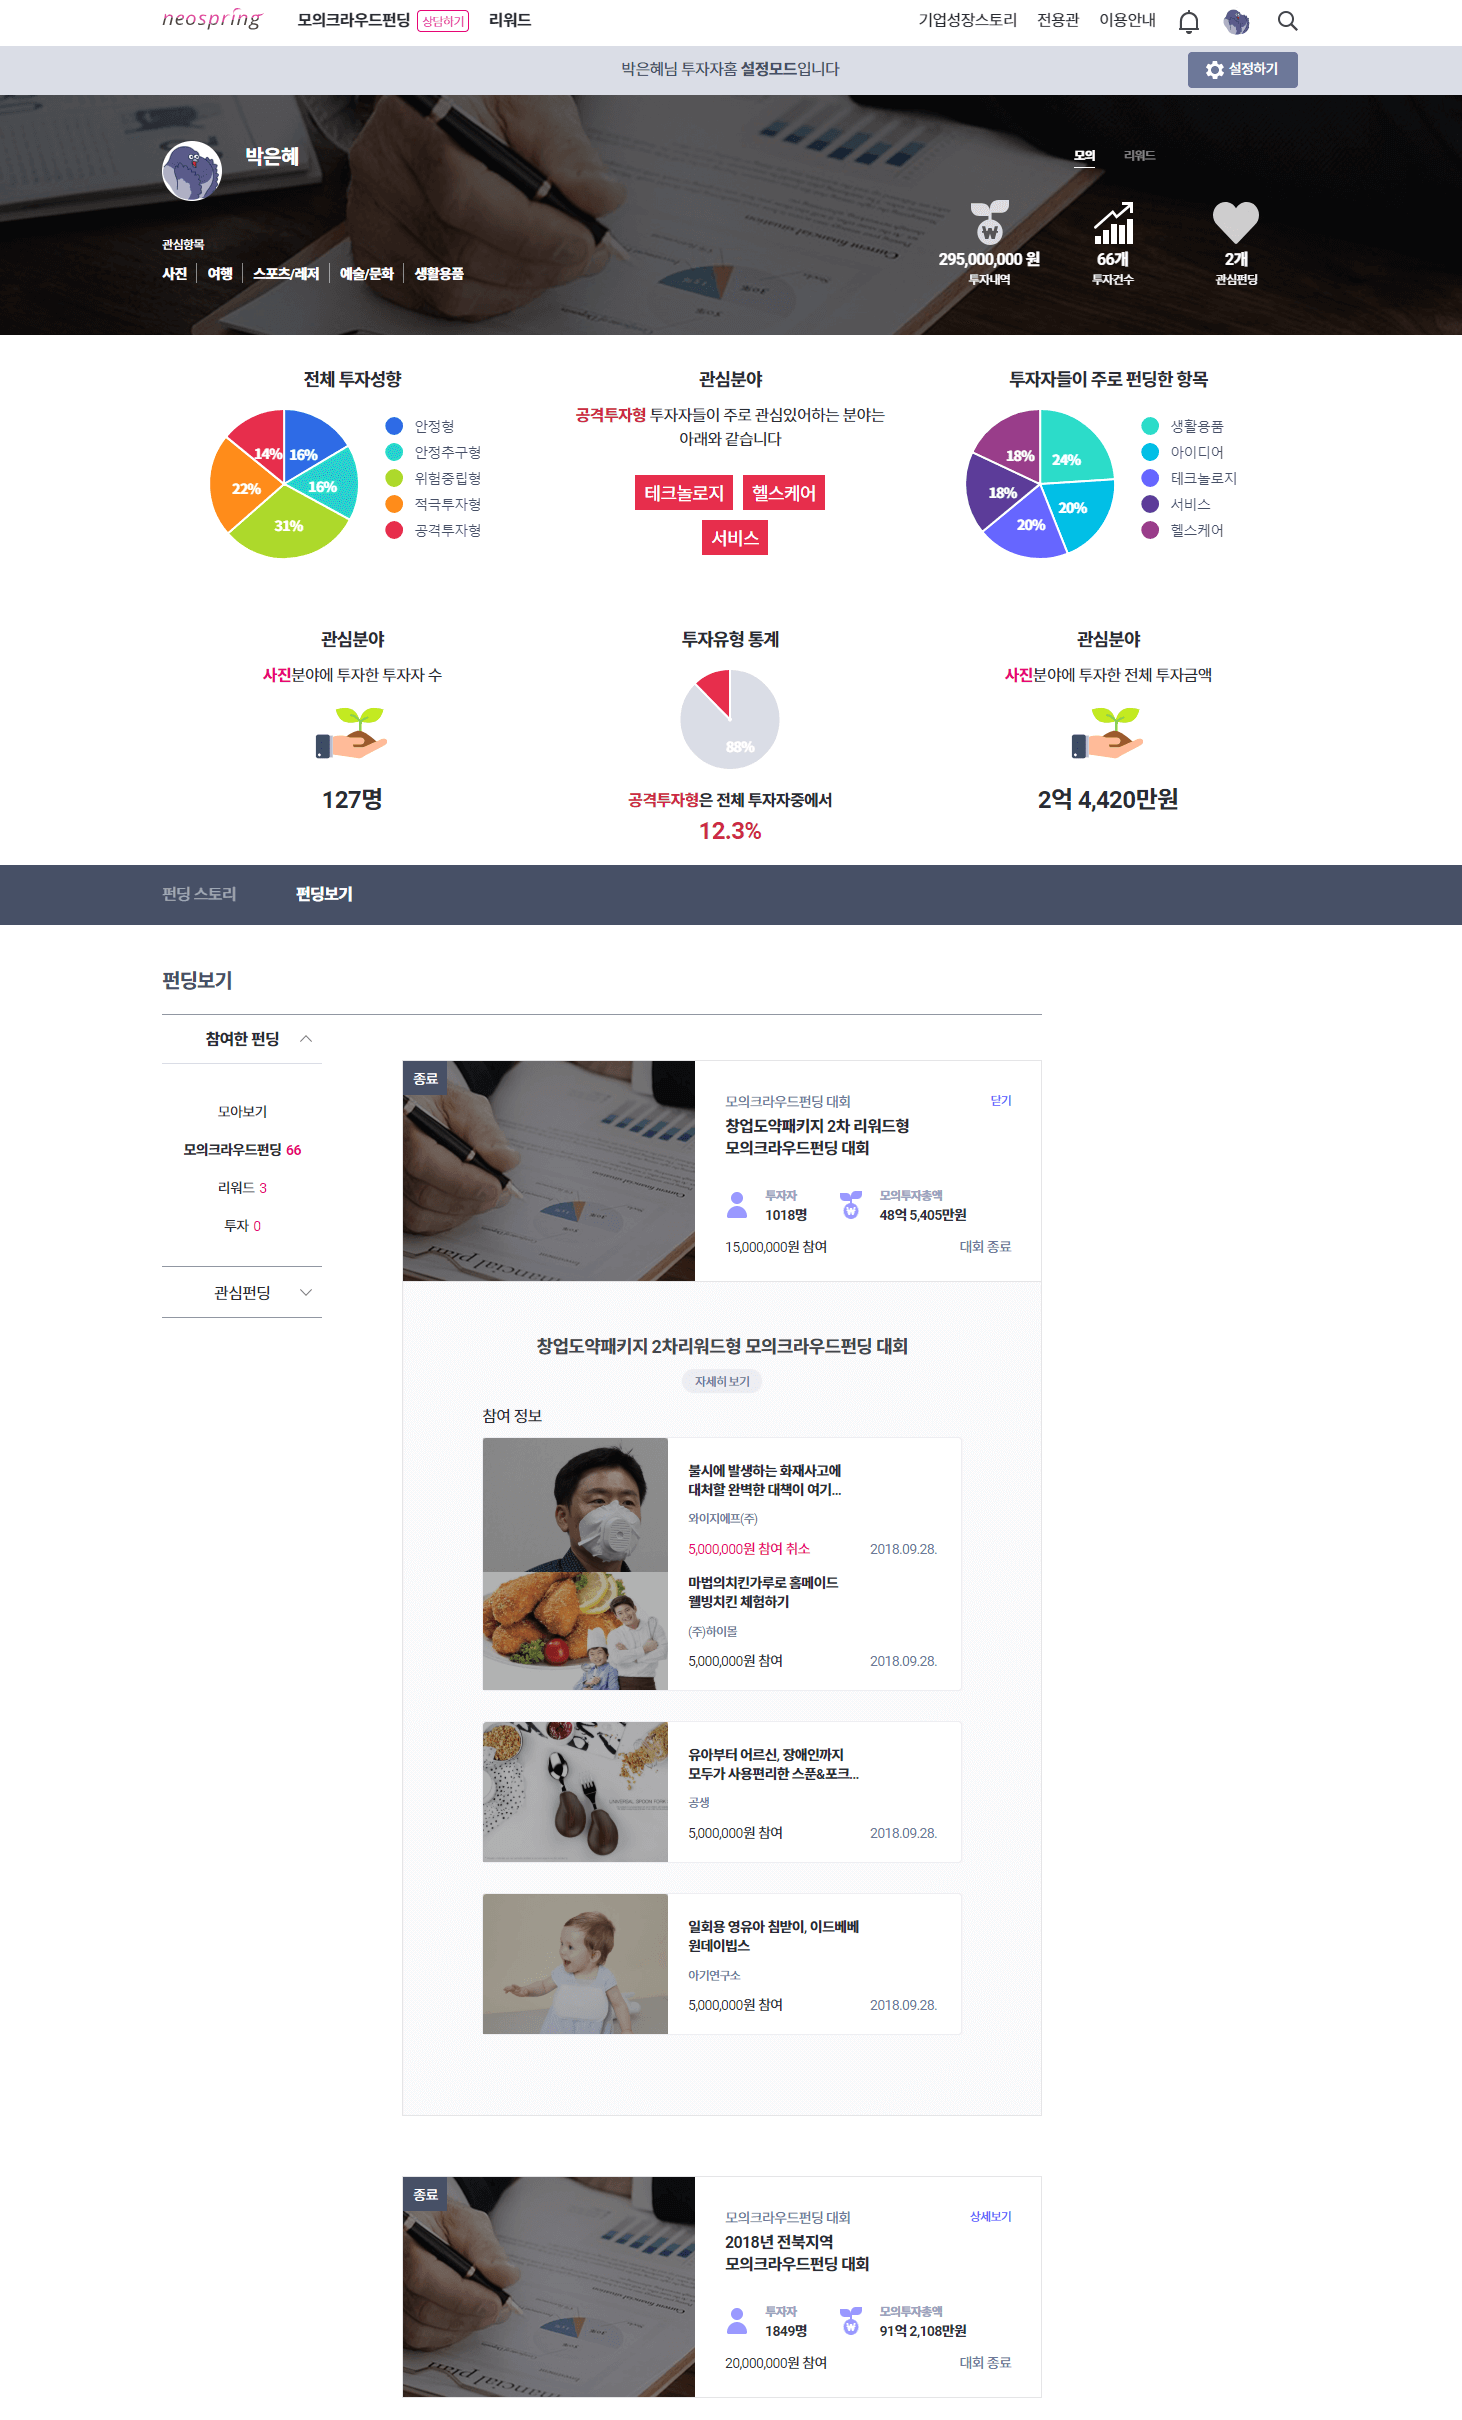 neospring 모의크라우드펀딩 상담하기 리워드 기업성장스토리 전용관 이용안내
박은혜님 투자자홈 설정모드입니다 설정하기
박은혜
모의 리워드
관심항목
사진 여행 스포츠/레저 예술/문화 생활용품
295,000,000 원 66개 2개
투자내역 투자건수 관심펀딩
전체 투자성향
14% 16%
22% 16%
31%
안정형
안정추구형
위험중립형
적극투자형
공격투자형
관심분야
공격투자형 투자자들이 주로 관심있어하는 분야는
아래와 같습니다
테크놀로지 헬스케어
서비스
투자자들이 주로 펀딩한 항목
18% 24%
18% 20%
20%
생활용품
아이디어
테크놀로지
서비스
헬스케어
관심분야
사진분야에 투자한 투자자 수
127명
투자유형 통계
88%
공격투자형은 전체 투자자중에서
12.3%
관심분야
사진분야에 투자한 전체 투자금액
2억 4,420만원
펀딩 스토리 펀딩보기
펀딩보기
참여한 펀딩
모아보기
모의크라우드펀딩 66
리워드 3
투자 0
관심펀딩
종료
모의크라우드펀딩 대회 닫기
창업도약패키지 2차 리워드형
모의크라우드펀딩 대회
투자자 모의투자총액
1018명 48억 5,405만원
15,000,000원 참여 대회 종료
창업도약패키지 2차리워드형 모의크라우드펀딩 대회
자세히 보기
참여 정보
불시에 발생하는 화재사고에
대처할 완벽한 대책이 여기...
와이지에프(주)
5,000,000원 참여 취소 2018.09.28.
마법의치킨가루로 홈메이드
웰빙치킨 체험하기
(주)하이몰
5,000,000원 참여 2018.09.28.
유아부터 어르신, 장애인까지
모두가 사용편리한 스푼&포크...
공생
5,000,000원 참여 2018.09.28.
일회용 영유아 침받이, 이드베베
원데이빕스
아기연구소
5,000,000원 참여 2018.09.28.
종료
모의크라우드펀딩 대회 상세보기
2018년 전북지역
모의크라우드펀딩 대회
투자자 모의투자총액
1849명 91억 2,108만원
20,000,000원 참여 대회 종료